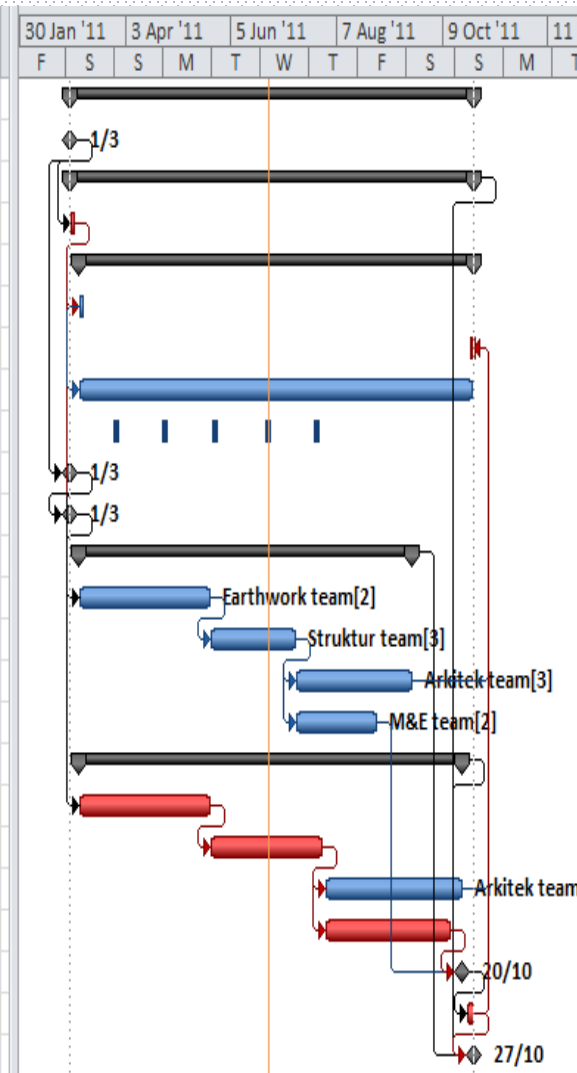 30 Jan '11 3 Apr '11 5 Jun '11 7 Aug '11 9 Oct '11 11
F S S M T W T F S S M T
1/3
1/3
1/3
Earthwork team[2]
Struktur team[3]
Arkitek team[3]
M&E team[2]
Arkitek team
20/10
27/10